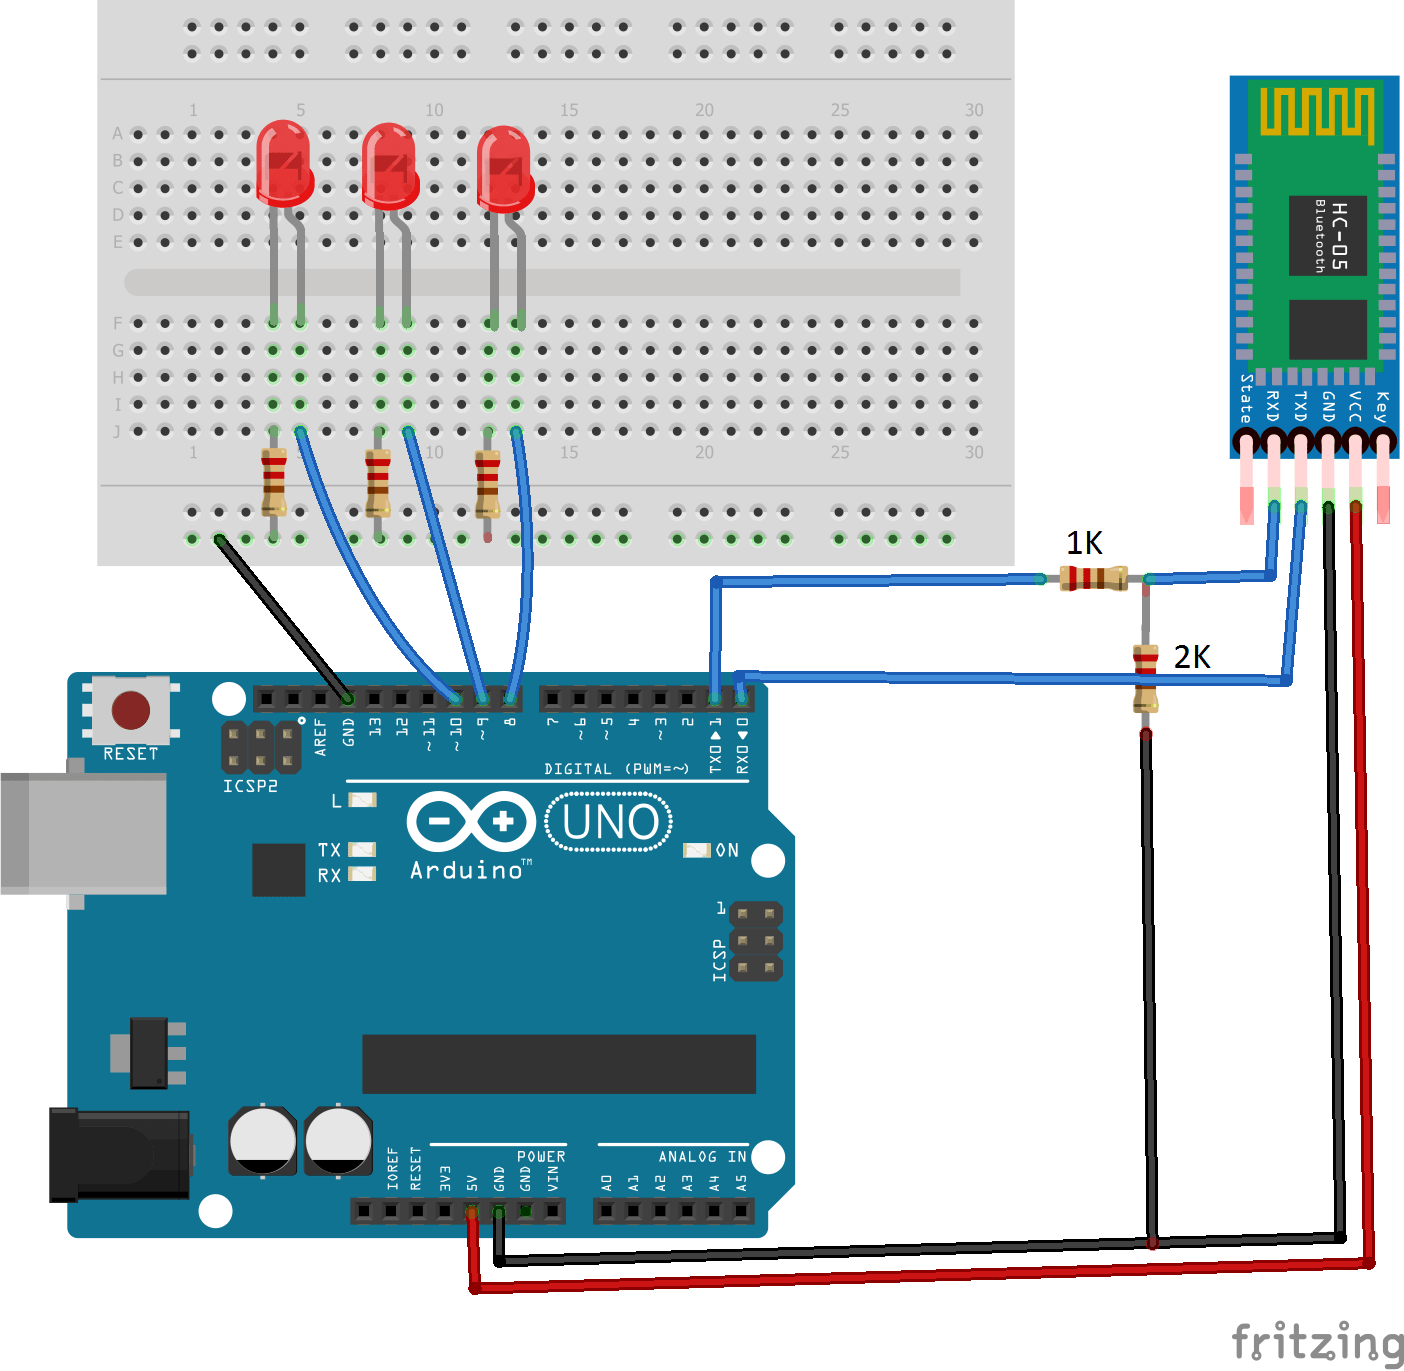 1 5 10 15 20 25 30
A
B
C
D
E
F
G
H
I
J
1 5 10 15 20 25 30
HC-05
Bluetooth
State
RXD
TXD
GND
VCC
Key
1K
2K
RESET
ICSP2
AREF
GND
13
12
~11
~10
~9
8
7
~6
~5
4
~3
2
TX0▶1
RX0◀0
DIGITAL (PWM=~)
L
TX
RX
UNO
Arduino™
ON
1
ICSP
IOREF
RESET
3V3
5V
GND
GND
VIN
POWER
ANALOG IN
A0
A1
A2
A3
A4
A5
fritzing